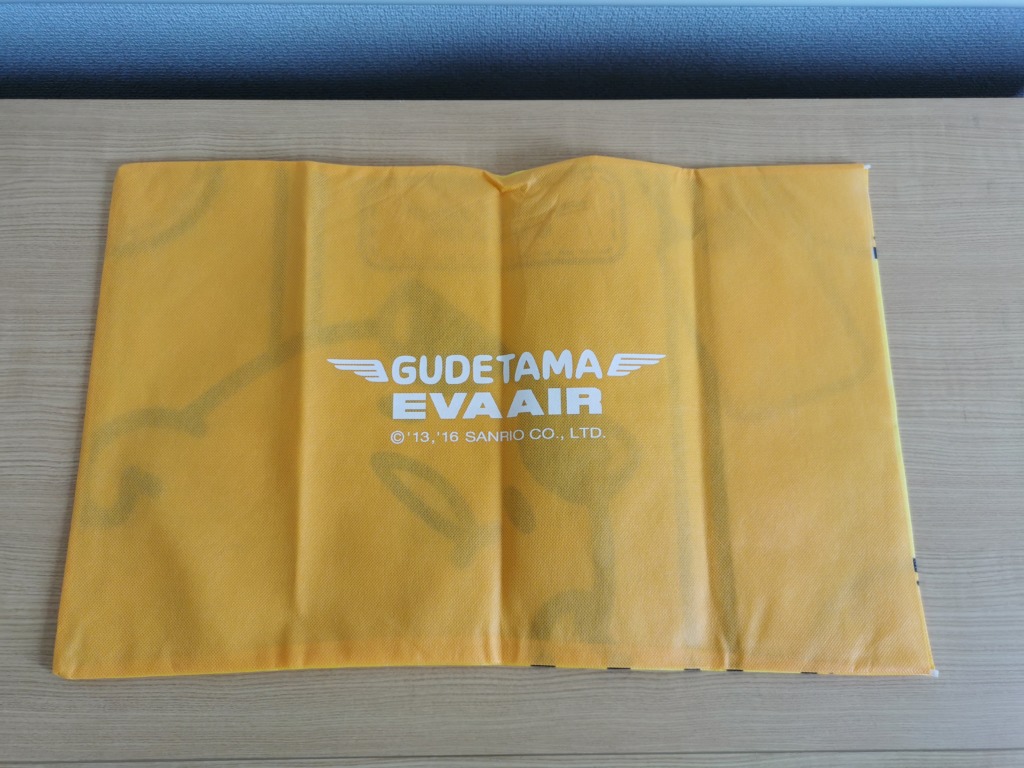 GUDETAMA
EVA AIR
©'13,'16 SANRIO CO., LTD.